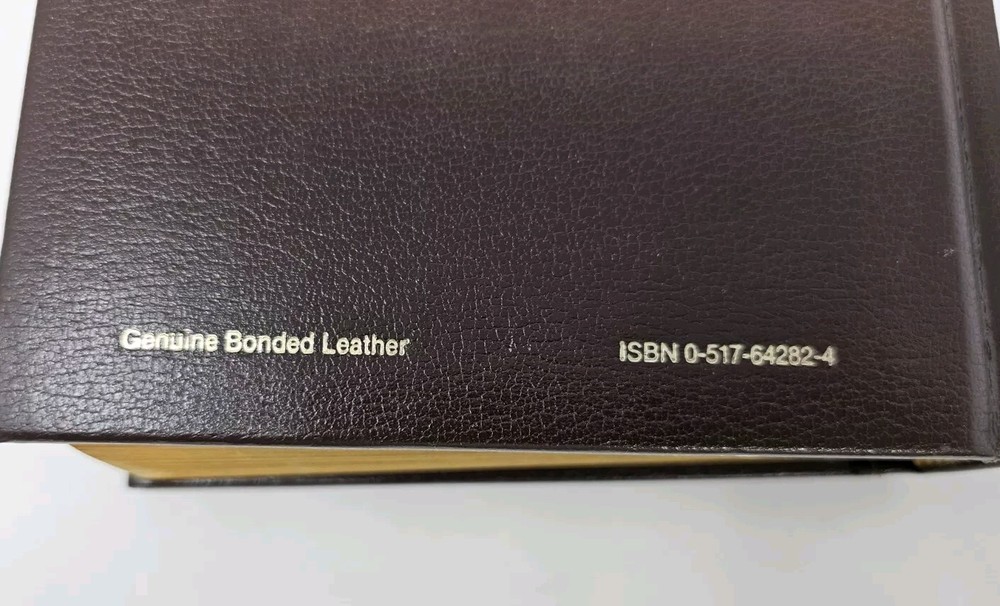 Genuine Bonded Leather
ISBN 0-517-64282-4